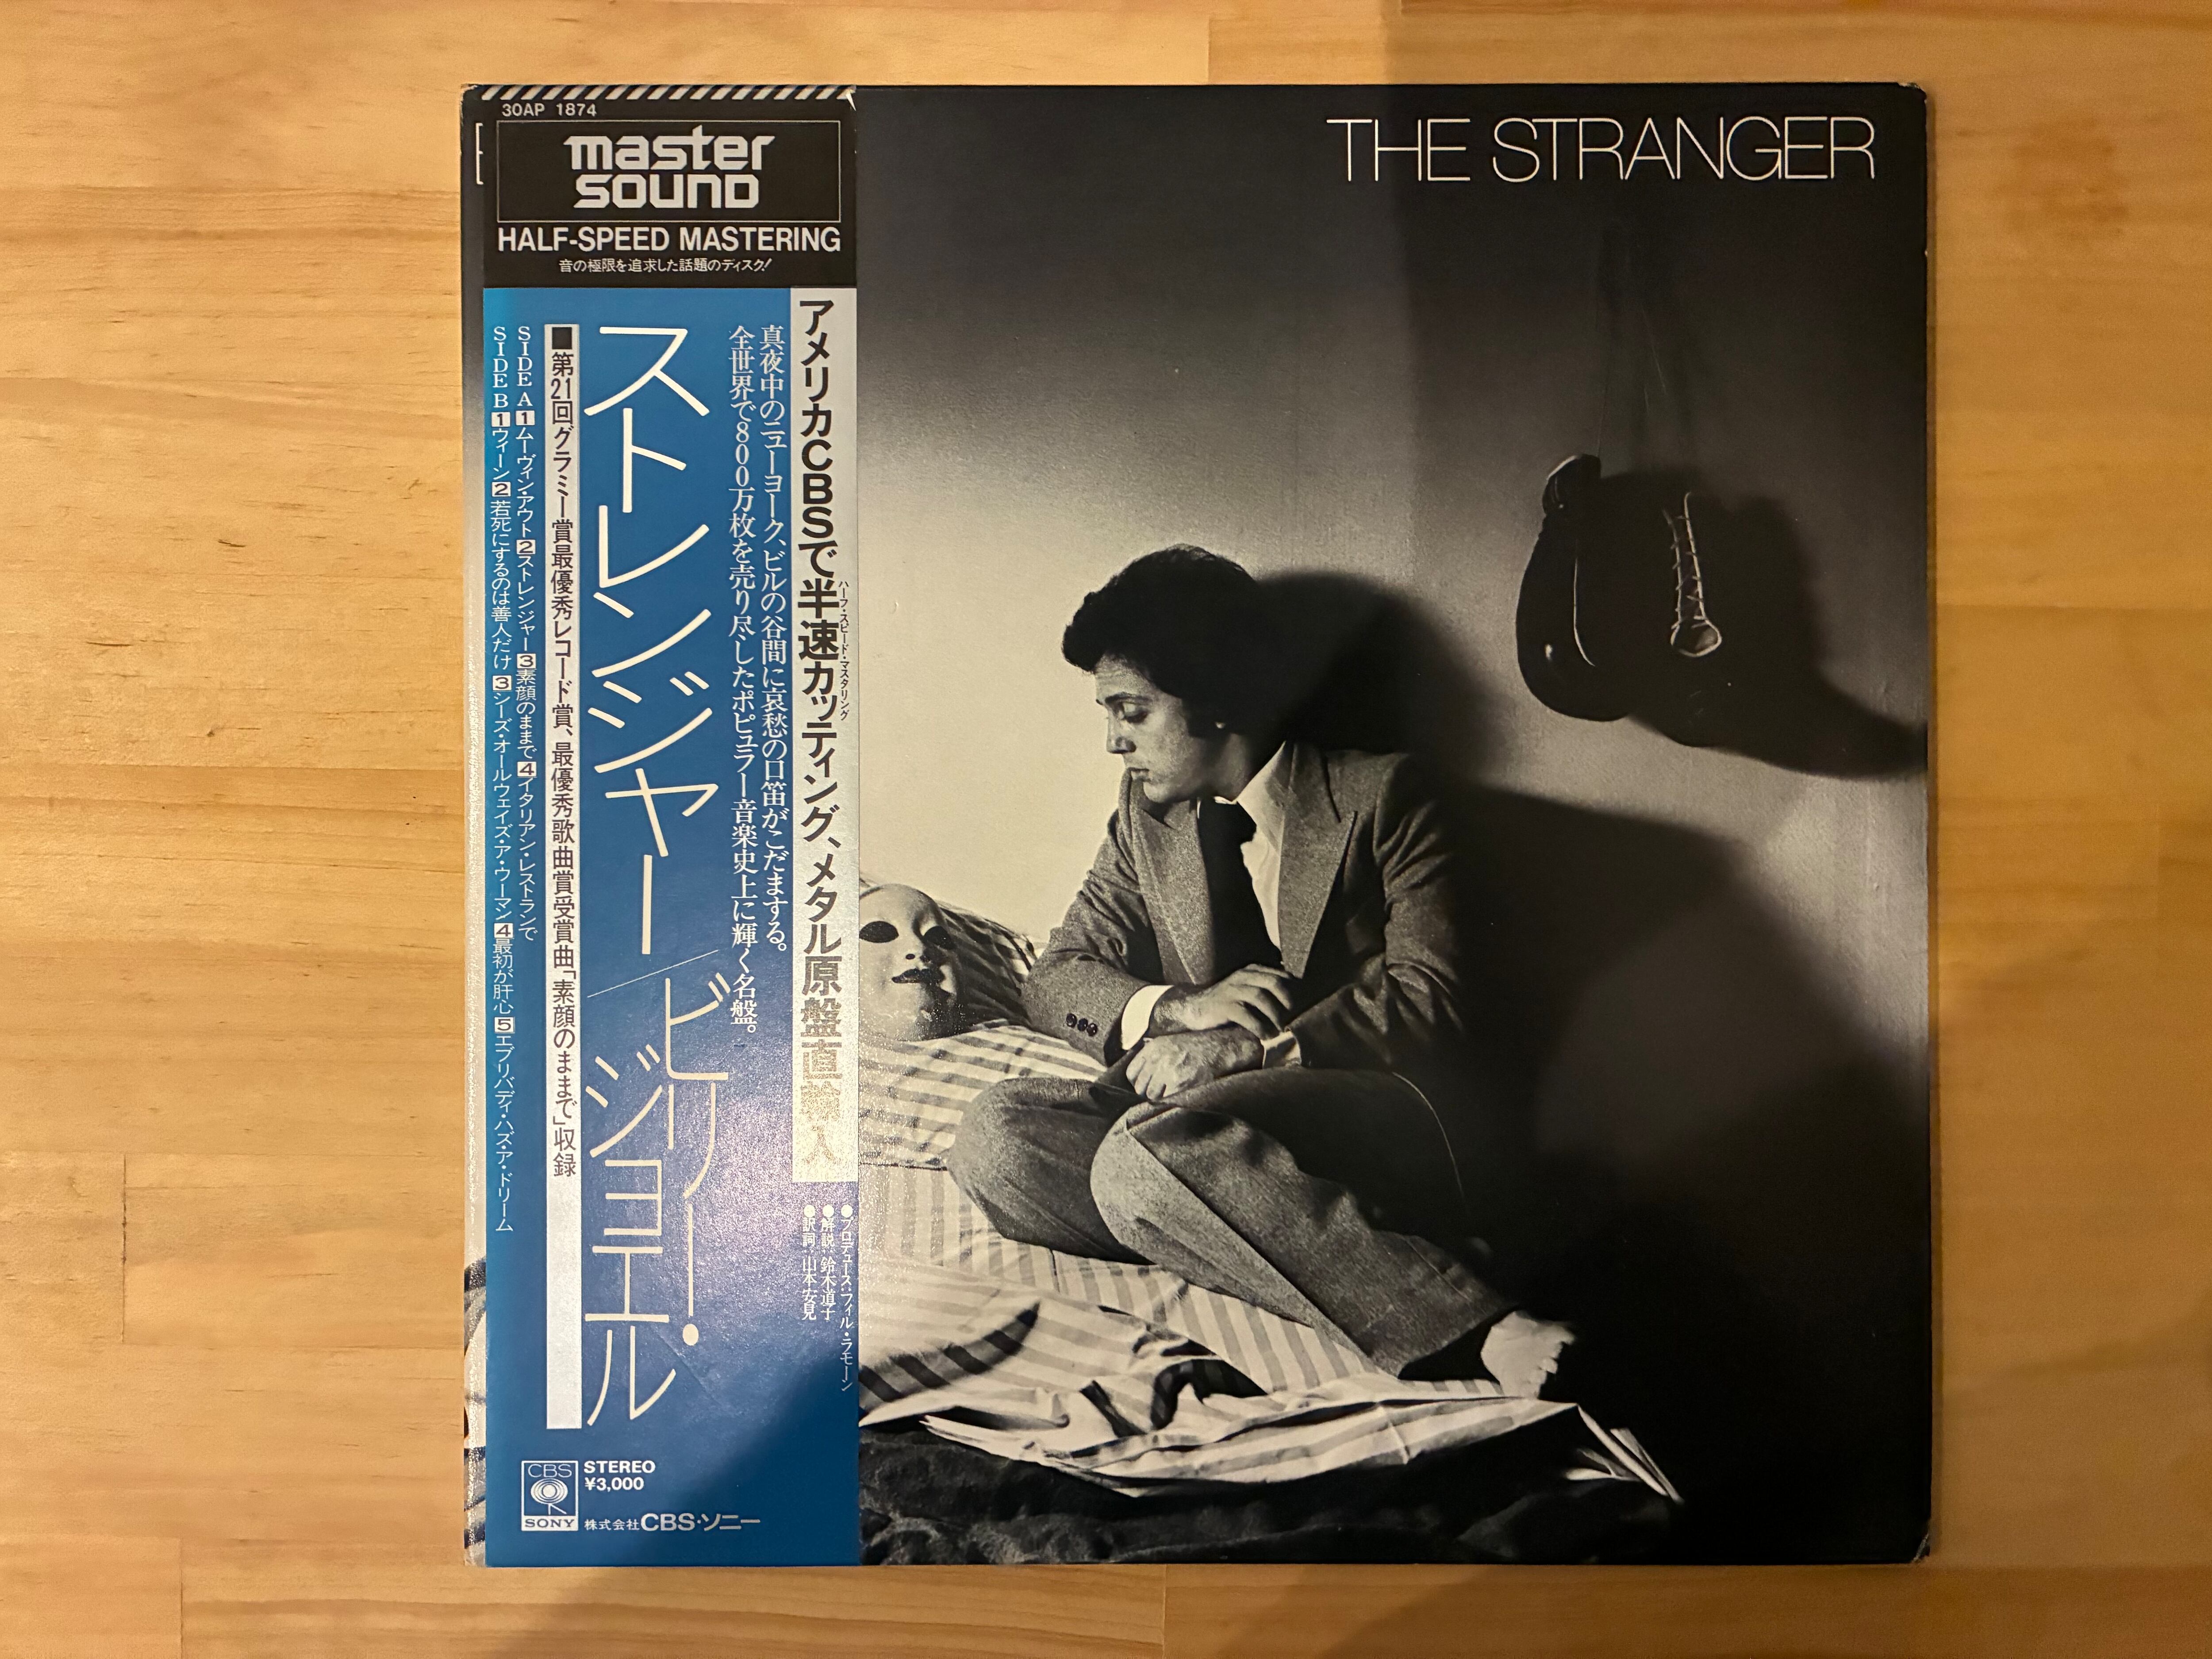 30AP 1874
master
sound
HALF-SPEED MASTERING
音の極限を追求した話題のディスク!
THE STRANGER
アメリカCBSで半速カッティング、メタル原盤直輸入
ハーフ・スピード・マスタリング
真夜中のニューヨーク、ビルの谷間に哀愁の口笛がこだまする。
全世界で800万枚を売り尽したポピュラー音楽史上に輝く名盤。
ストレンジャー/ビリー・ジョエル
■第21回グラミー賞最優秀レコード賞、最優秀歌曲賞受賞曲「素顔のままで」収録
SIDE A 1ムーヴィン・アウト 2ストレンジャー 3素顔のままで 4イタリアン・レストランで
SIDE B 1ウィーン 2若死にするのは善人だけ 3シーズ・オールウェイズ・ア・ウーマン 4最初が肝心 5エブリバディ・ハズ・ア・ドリーム
●プロデュース:フィル・ラモーン
●解説:鈴木道子
●訳詞:山本安見
CBS
SONY
STEREO
¥3,000
株式会社CBS・ソニー